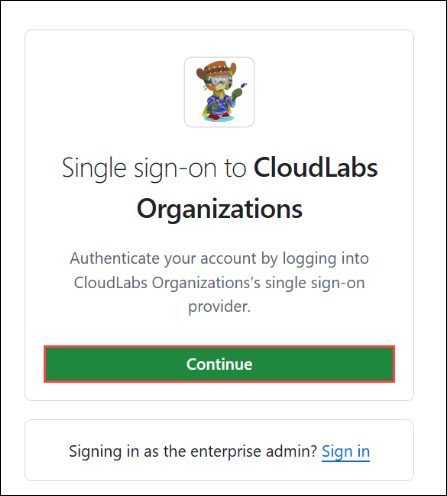 Single sign-on to CloudLabs
Organizations
Authenticate your account by logging into
CloudLabs Organizations's single sign-on
provider.
Continue
Signing in as the enterprise admin? Sign in